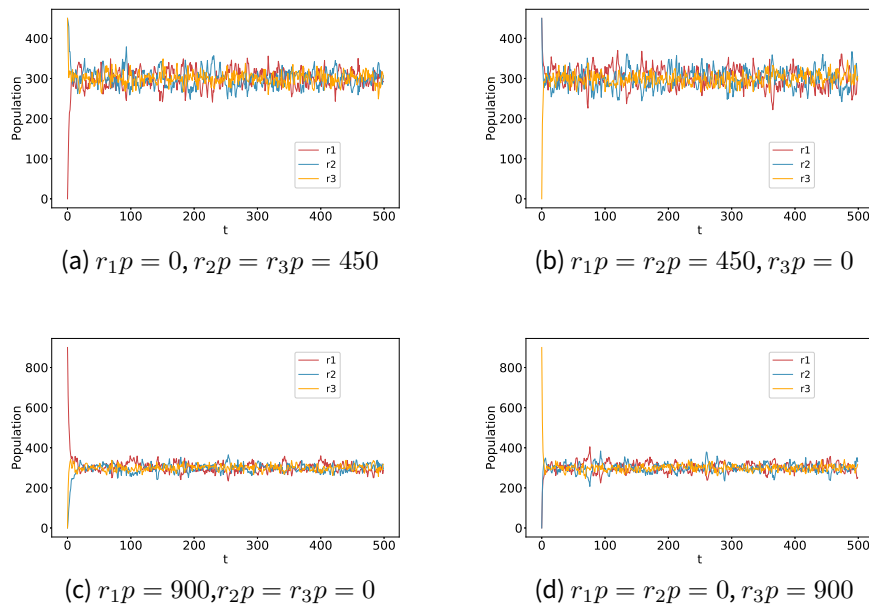 400
300
200
100
0
Population
r1
r2
r3
0 100 200 300 400 500
t
(a) r₁p = 0, r₂p = r₃p = 450
400
300
200
100
0
Population
r1
r2
r3
0 100 200 300 400 500
t
(b) r₁p = r₂p = 450, r₃p = 0
800
600
400
200
0
Population
r1
r2
r3
0 100 200 300 400 500
t
(c) r₁p = 900,r₂p = r₃p = 0
800
600
400
200
0
Population
r1
r2
r3
0 100 200 300 400 500
t
(d) r₁p = r₂p = 0, r₃p = 900